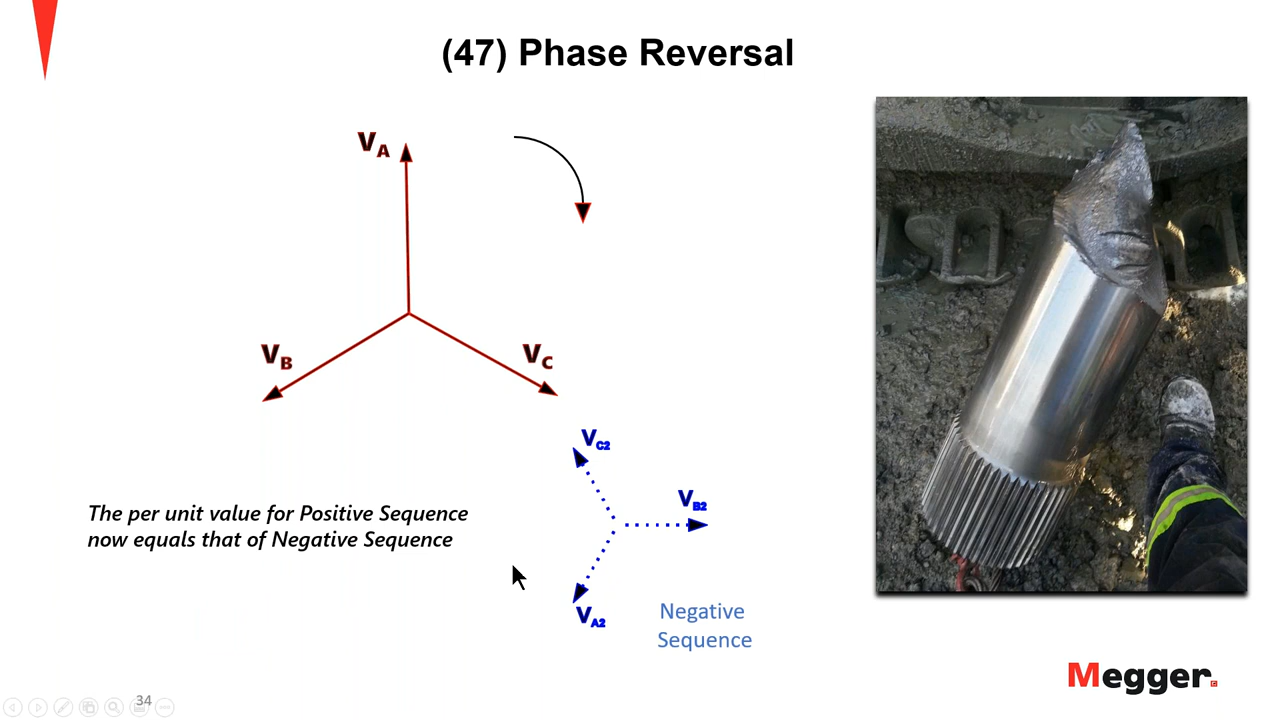 (47) Phase Reversal
VA
VB
VC
VC2
VB2
VA2
The per unit value for Positive Sequence
now equals that of Negative Sequence
Negative
Sequence
Megger
34